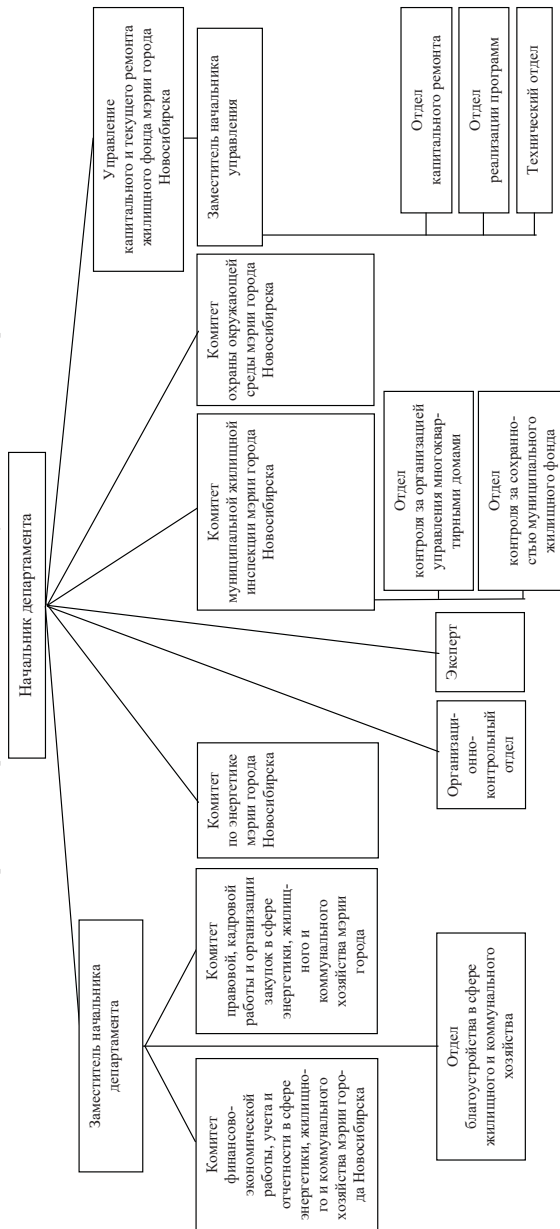 Начальник департамента
Заместитель начальника
департамента
Управление
капитального и текущего ремонта
жилищного фонда мэрии города
Новосибирска
Комитет
финансово-
экономической
работы, учета и
отчетности в сфере
энергетики, жилищно-
го и коммунального
хозяйства мэрии горо-
да Новосибирска
Комитет
правовой, кадровой
работы и организации
закупок в сфере
энергетики, жилищ-
ного и
коммунального
хозяйства мэрии
города
Комитет
по энергетике
мэрии города
Новосибирска
Комитет
муниципальной жилищной
инспекции мэрии города
Новосибирска
Комитет
охраны окружающей
среды мэрии города
Новосибирска
Заместитель начальника
управления
Отдел
благоустройства в сфере
жилищного и коммунального
хозяйства
Организаци-
онно-
контрольный
отдел
Эксперт
Отдел
контроля за организацией
управления многоквар-
тирными домами
Отдел
контроля за сохранно-
стью муниципального
жилищного фонда
Отдел
капитального ремонта
Отдел
реализации программ
Технический отдел